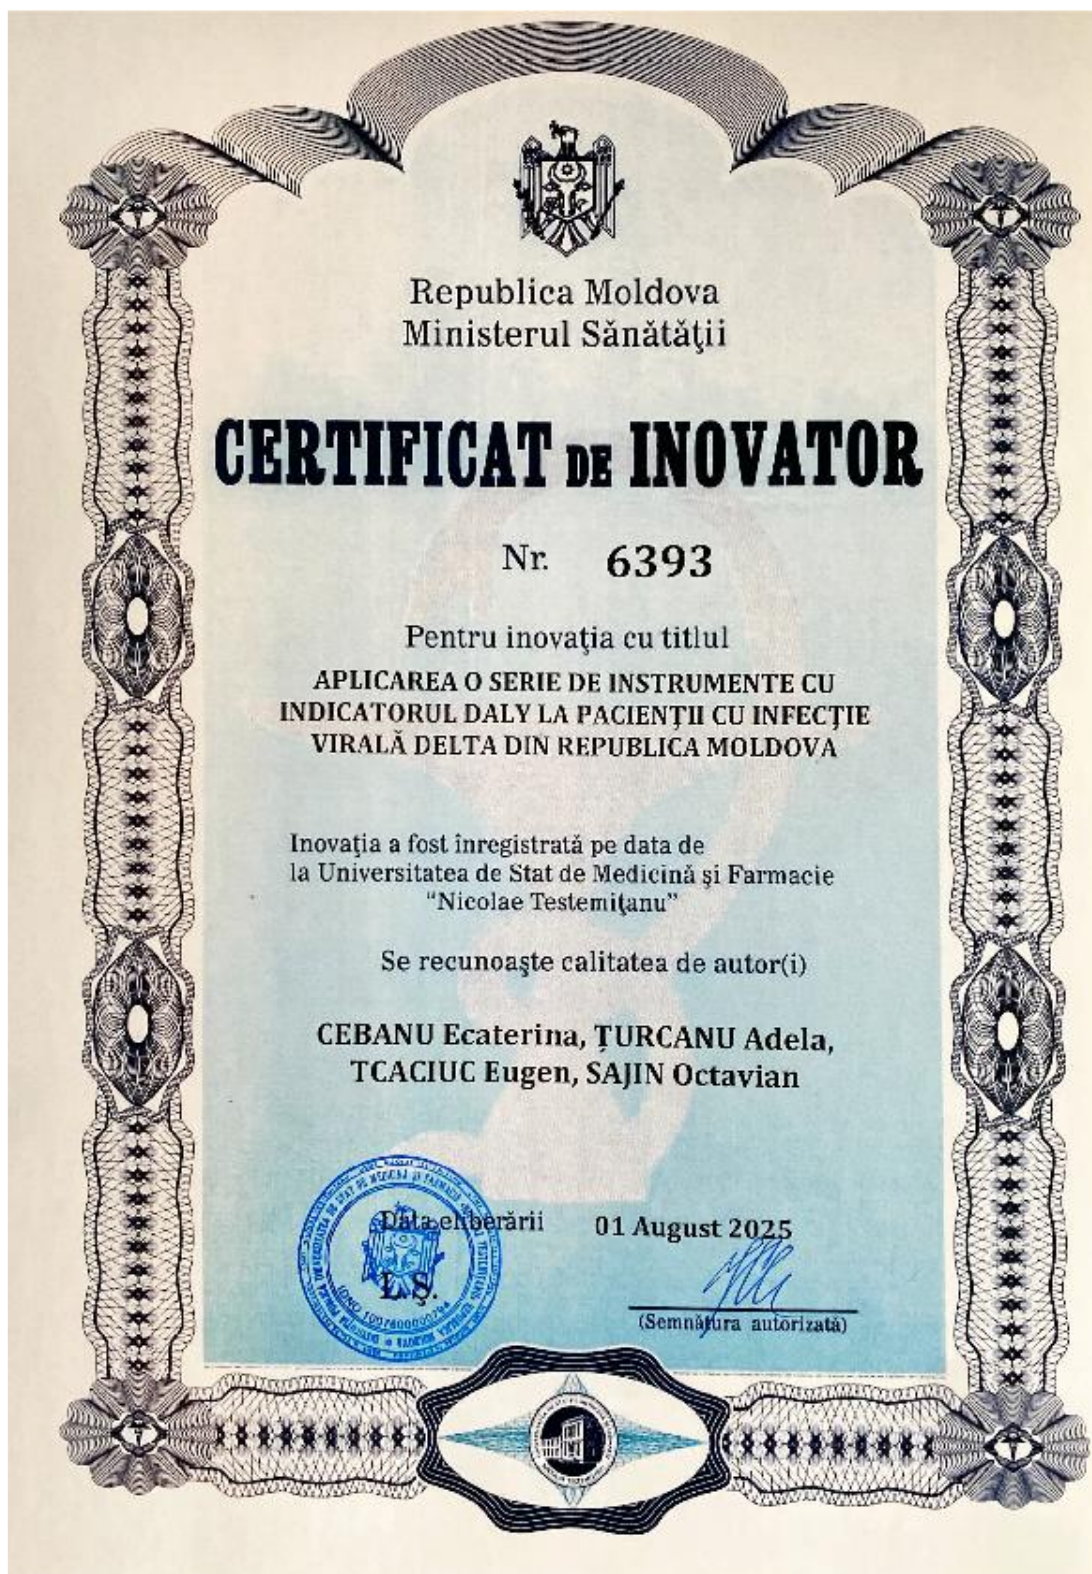 Republica Moldova
Ministerul Sănătăţii
CERTIFICAT DE INOVATOR
Nr. 6393
Pentru inovaţia cu titlul
APLICAREA O SERIE DE INSTRUMENTE CU
INDICATORUL DALY LA PACIENȚII CU INFECȚIE
VIRALĂ DELTA DIN REPUBLICA MOLDOVA
Inovaţia a fost înregistrată pe data de
la Universitatea de Stat de Medicină şi Farmacie
“Nicolae Testemiţanu”
Se recunoaşte calitatea de autor(i)
CEBANU Ecaterina, ȚURCANU Adela,
TCACIUC Eugen, SAJIN Octavian
Data eliberării 01 August 2025
L.Ş.
(Semnătura autorizată)